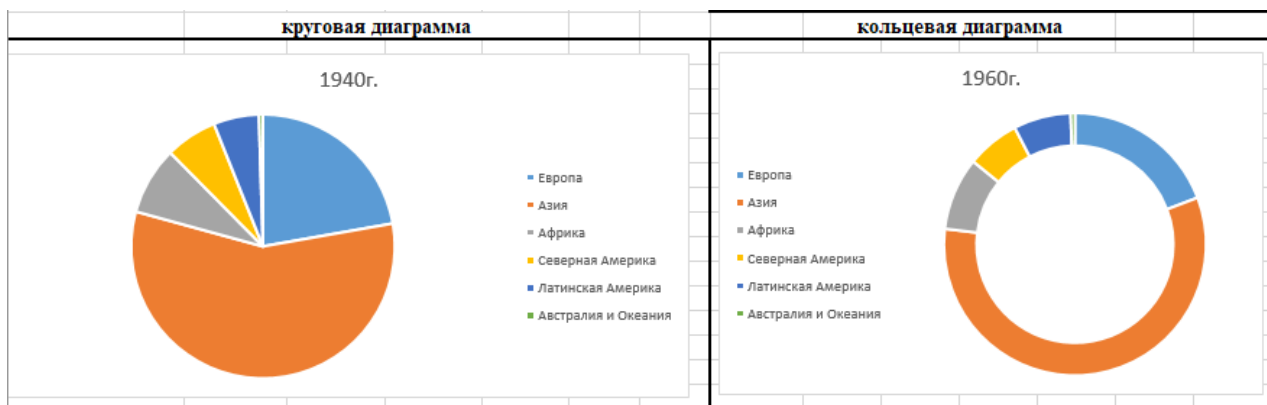 круговая диаграмма
1940г.
Европа
Азия
Африка
Северная Америка
Латинская Америка
Австралия и Океания
кольцевая диаграмма
1960г.
Европа
Азия
Африка
Северная Америка
Латинская Америка
Австралия и Океания